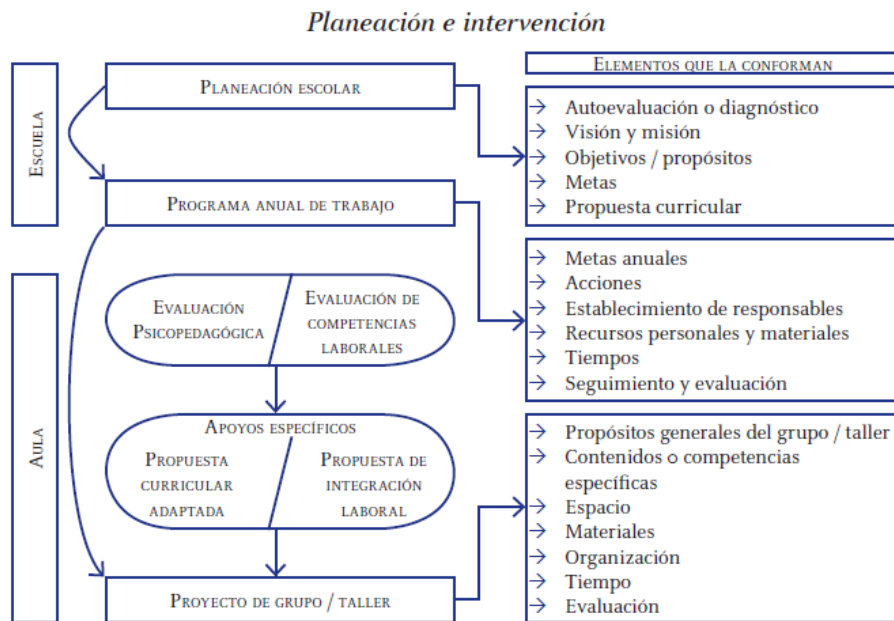 Planeación e intervención
ESCUELA
PLANEACIÓN ESCOLAR
PROGRAMA ANUAL DE TRABAJO
AULA
EVALUACIÓN
PSICOPEDAGÓGICA
EVALUACIÓN DE
COMPETENCIAS
LABORALES
APOYOS ESPECÍFICOS
PROPUESTA
CURRICULAR
ADAPTADA
PROPUESTA DE
INTEGRACIÓN
LABORAL
PROYECTO DE GRUPO / TALLER
ELEMENTOS QUE LA CONFORMAN
→ Autoevaluación o diagnóstico
→ Visión y misión
→ Objetivos / propósitos
→ Metas
→ Propuesta curricular
→ Metas anuales
→ Acciones
→ Establecimiento de responsables
→ Recursos personales y materiales
→ Tiempos
→ Seguimiento y evaluación
→ Propósitos generales del grupo / taller
→ Contenidos o competencias
específicas
→ Espacio
→ Materiales
→ Organización
→ Tiempo
→ Evaluación